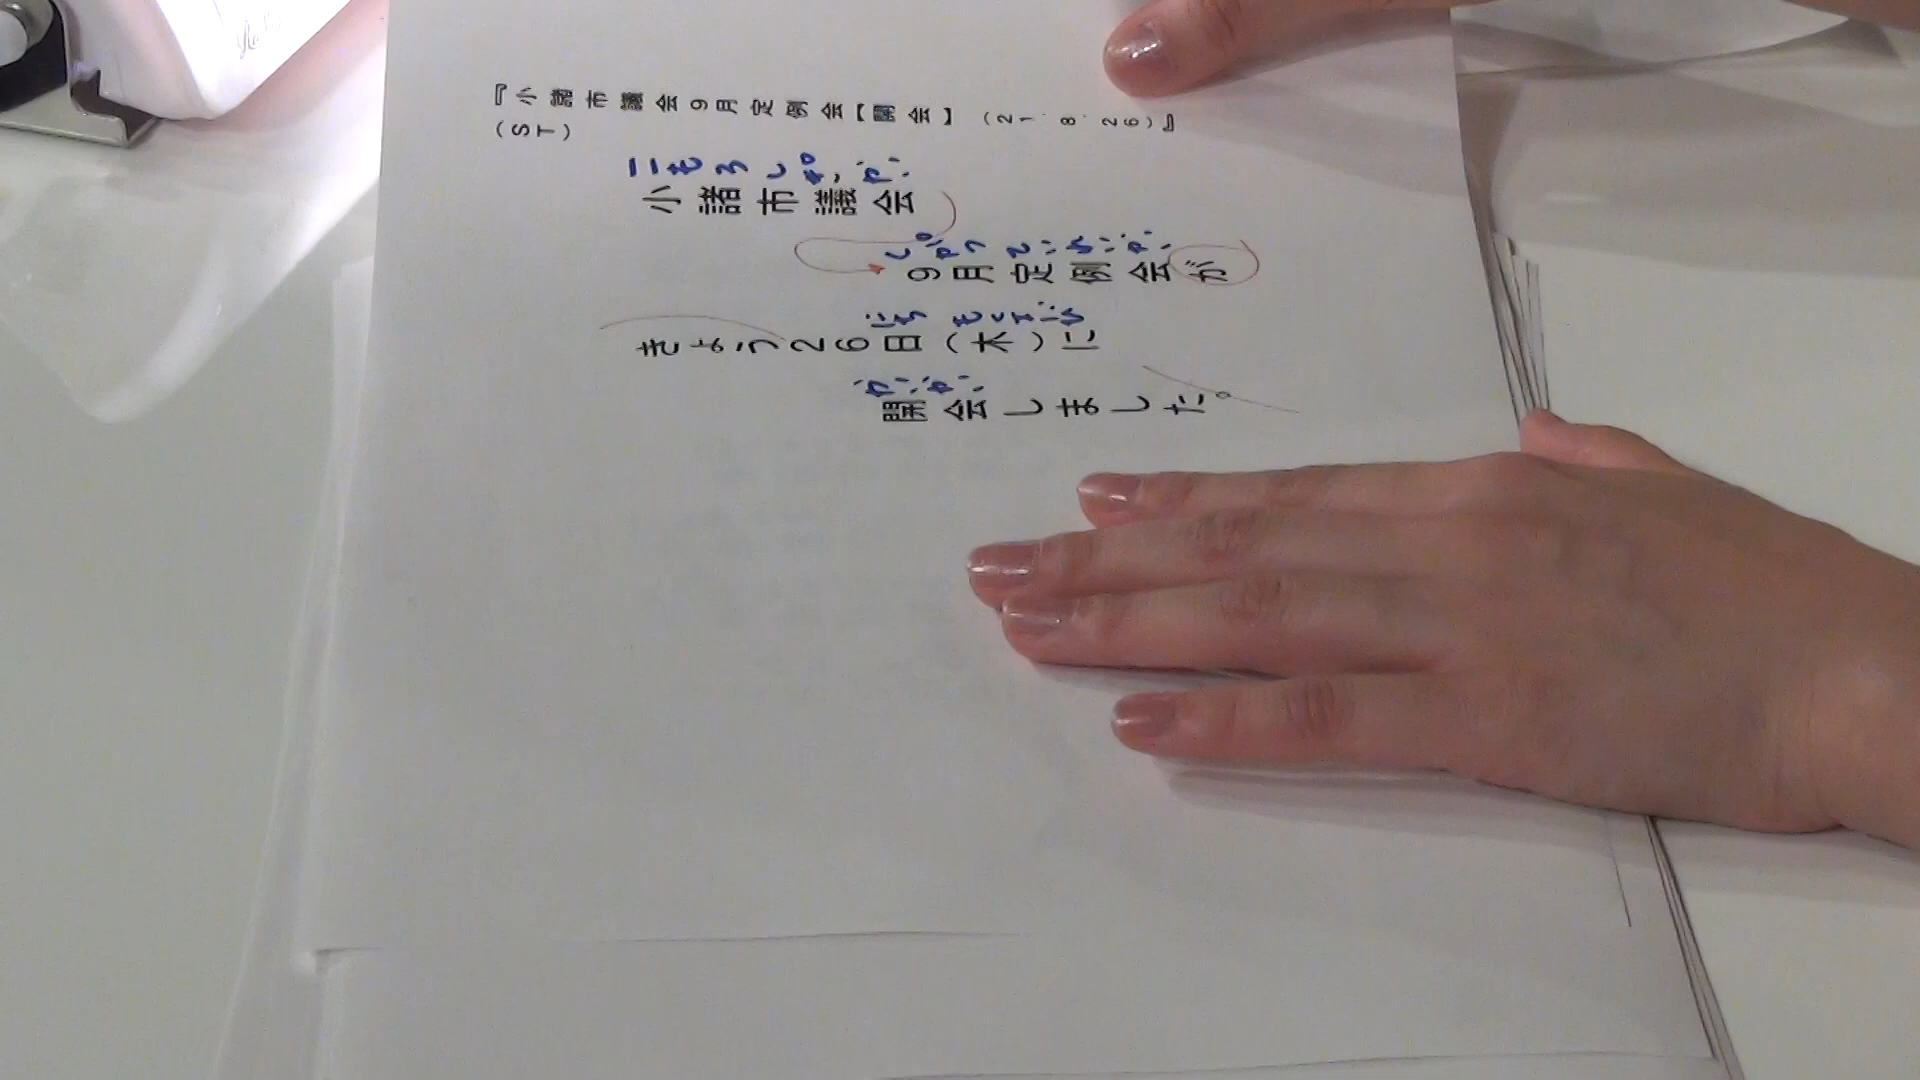 『小諸市議会9月定例会【開会】(21.8.26)』
(ST)
こもろしき゜かい
小諸市議会
くか゜つていれいかい
9月定例会が
にちもくようび
きょう26日(木)に
かいかい
開会しました。